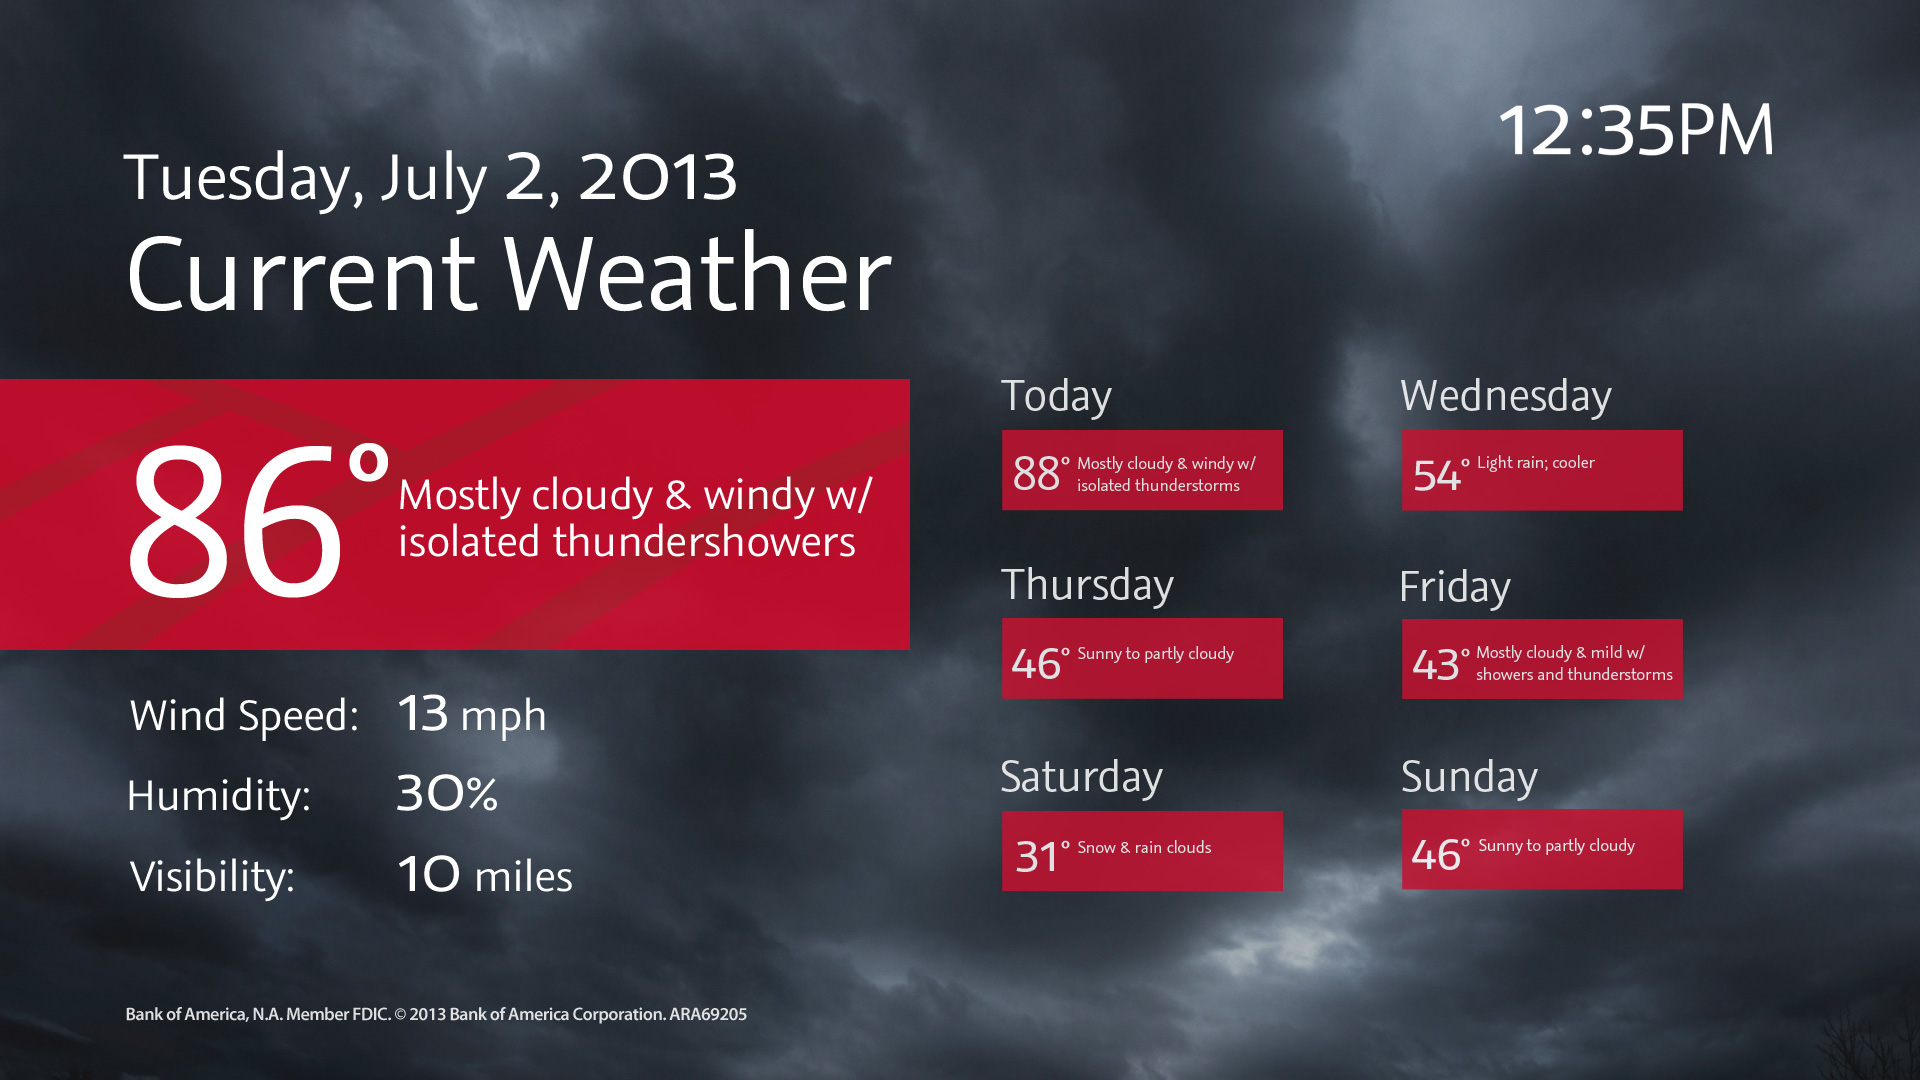 12:35PM
Tuesday, July 2, 2013
Current Weather
86°
Mostly cloudy & windy w/
isolated thundershowers
Wind Speed: 13 mph
Humidity: 30%
Visibility: 10 miles
Today
88° Mostly cloudy & windy w/
isolated thunderstorms
Wednesday
54° Light rain; cooler
Thursday
46° Sunny to partly cloudy
Friday
43° Mostly cloudy & mild w/
showers and thunderstorms
Saturday
31° Snow & rain clouds
Sunday
46° Sunny to partly cloudy
Bank of America, N.A. Member FDIC. © 2013 Bank of America Corporation. ARA69205